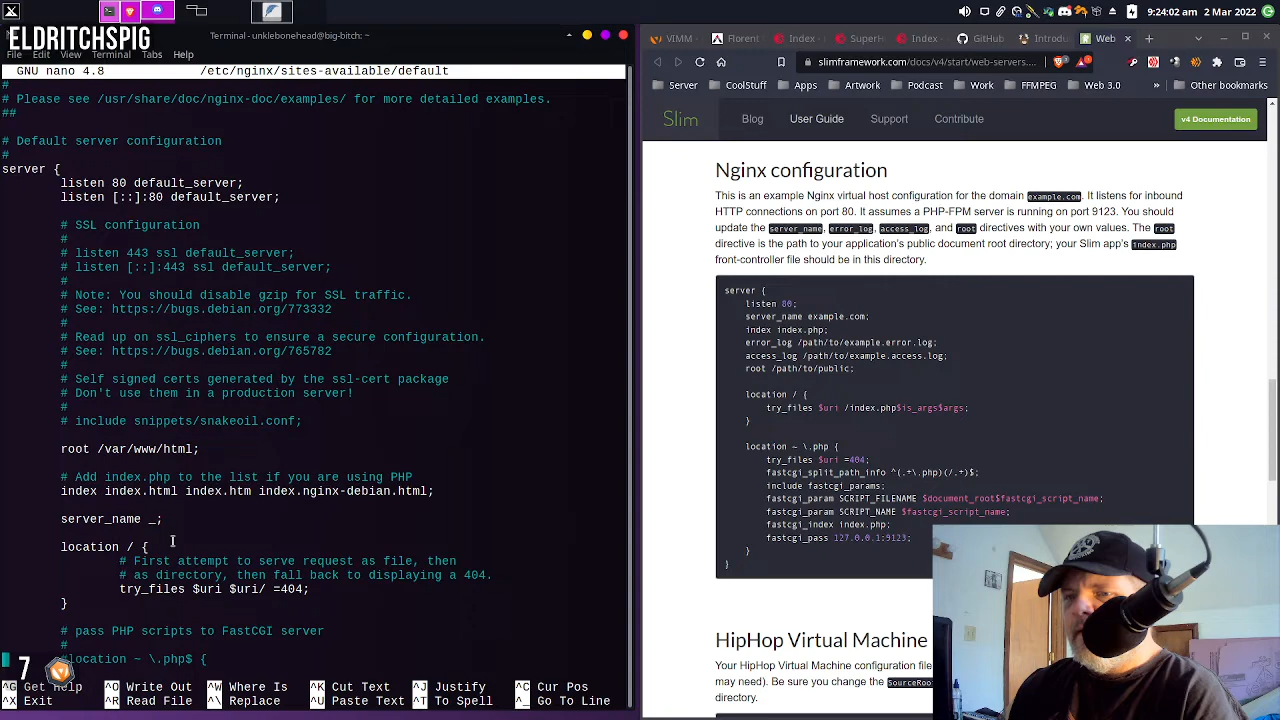 9:24:02 am 2 Mar 2022
ELDRITCHSPIG
Terminal - unklebonehead@big-bitch: ~
File Edit View Terminal Tabs Help
GNU nano 4.8 /etc/nginx/sites-available/default
#
# Please see /usr/share/doc/nginx-doc/examples/ for more detailed examples.
##
# Default server configuration
#
server {
listen 80 default_server;
listen [::]:80 default_server;
# SSL configuration
#
# listen 443 ssl default_server;
# listen [::]:443 ssl default_server;
#
# Note: You should disable gzip for SSL traffic.
# See: https://bugs.debian.org/773332
#
# Read up on ssl_ciphers to ensure a secure configuration.
# See: https://bugs.debian.org/765782
#
# Self signed certs generated by the ssl-cert package
# Don't use them in a production server!
#
# include snippets/snakeoil.conf;
root /var/www/html;
# Add index.php to the list if you are using PHP
index index.html index.htm index.nginx-debian.html;
server_name _;
location / {
# First attempt to serve request as file, then
# as directory, then fall back to displaying a 404.
try_files $uri $uri/ =404;
}
# pass PHP scripts to FastCGI server
#
#location ~ \.php$ {
7
^G Get Help ^O Write Out ^W Where Is ^K Cut Text ^J Justify ^C Cur Pos
^X Exit ^R Read File ^\ Replace ^U Paste Text ^T To Spell ^_ Go To Line
VIMM Florent Index - SuperH Index - GitHub Introdu Web
slimframework.com/docs/v4/start/web-servers....
Server CoolStuff Apps Artwork Podcast Work FFMPEG Web 3.0 » Other bookmarks
Slim Blog User Guide Support Contribute v4 Documentation
Nginx configuration
This is an example Nginx virtual host configuration for the domain example.com. It listens for inbound
HTTP connections on port 80. It assumes a PHP-FPM server is running on port 9123. You should
update the server_name, error_log, access_log, and root directives with your own values. The root
directive is the path to your application's public document root directory; your Slim app's index.php
front-controller file should be in this directory.
server {
listen 80;
server_name example.com;
index index.php;
error_log /path/to/example.error.log;
access_log /path/to/example.access.log;
root /path/to/public;
location / {
try_files $uri /index.php$is_args$args;
}
location ~ \.php {
try_files $uri =404;
fastcgi_split_path_info ^(.+\.php)(/.+)$;
include fastcgi_params;
fastcgi_param SCRIPT_FILENAME $document_root$fastcgi_script_name;
fastcgi_param SCRIPT_NAME $fastcgi_script_name;
fastcgi_index index.php;
fastcgi_pass 127.0.0.1:9123;
}
}
HipHop Virtual Machine
Your HipHop Virtual Machine configuration file
may need). Be sure you change the SourceRoot
directory.